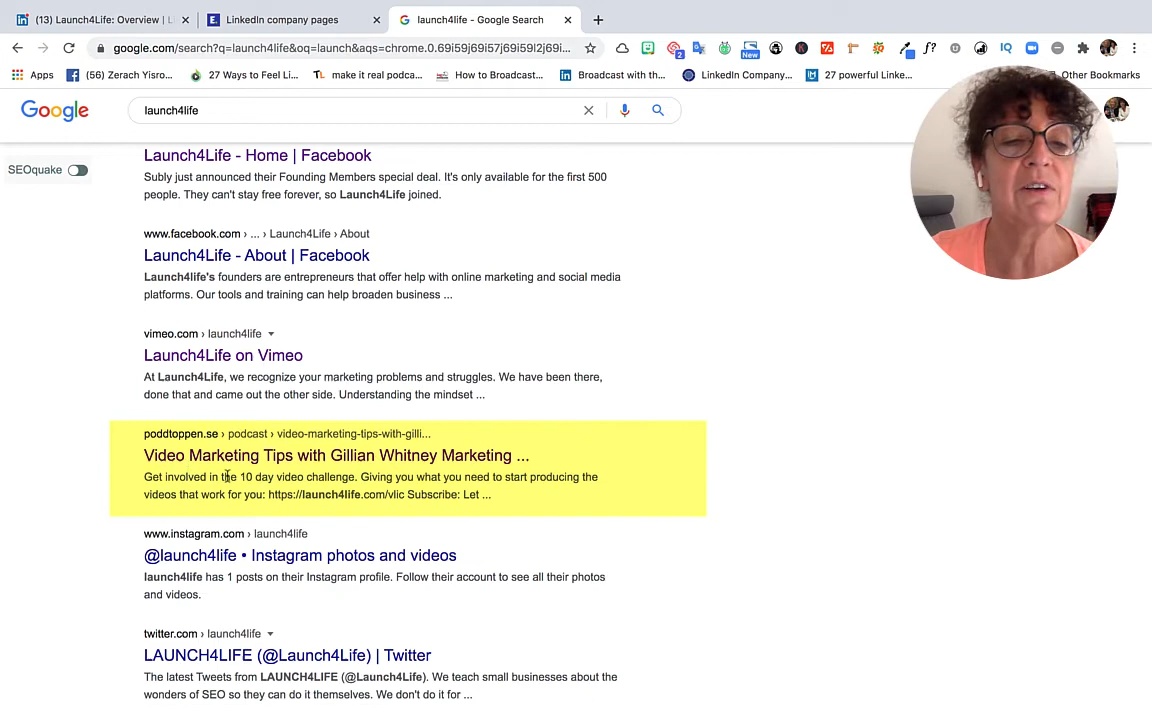 (13) Launch4Life: Overview | L
LinkedIn company pages
launch4life - Google Search
google.com/search?q=launch4life&oq=launch&aqs=chrome.0.69i59j69i57j69i59l2j69i...
New
2
f?
IQ
Apps
(56) Zerach Yisro...
27 Ways to Feel Li...
TL make it real podca...
How to Broadcast...
Broadcast with th...
LinkedIn Company...
27 powerful Linke...
Other Bookmarks
Google
launch4life
SEOquake
Launch4Life - Home | Facebook
Subly just announced their Founding Members special deal. It's only available for the first 500
people. They can't stay free forever, so Launch4Life joined.
www.facebook.com › ... › Launch4Life › About
Launch4Life - About | Facebook
Launch4life's founders are entrepreneurs that offer help with online marketing and social media
platforms. Our tools and training can help broaden business ...
vimeo.com › launch4life
Launch4Life on Vimeo
At Launch4Life, we recognize your marketing problems and struggles. We have been there,
done that and came out the other side. Understanding the mindset ...
poddtoppen.se › podcast › video-marketing-tips-with-gilli...
Video Marketing Tips with Gillian Whitney Marketing ...
Get involved in the 10 day video challenge. Giving you what you need to start producing the
videos that work for you: https://launch4life.com/vlic Subscribe: Let ...
www.instagram.com › launch4life
@launch4life • Instagram photos and videos
launch4life has 1 posts on their Instagram profile. Follow their account to see all their photos
and videos.
twitter.com › launch4life
LAUNCH4LIFE (@Launch4Life) | Twitter
The latest Tweets from LAUNCH4LIFE (@Launch4Life). We teach small businesses about the
wonders of SEO so they can do it themselves. We don't do it for ...